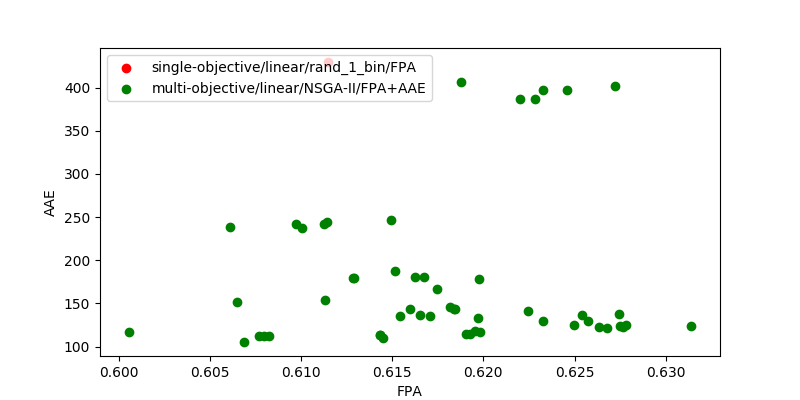 single-objective/linear/rand_1_bin/FPA
multi-objective/linear/NSGA-II/FPA+AAE
400
350
300
250
200
150
100
AAE
0.600 0.605 0.610 0.615 0.620 0.625 0.630
FPA